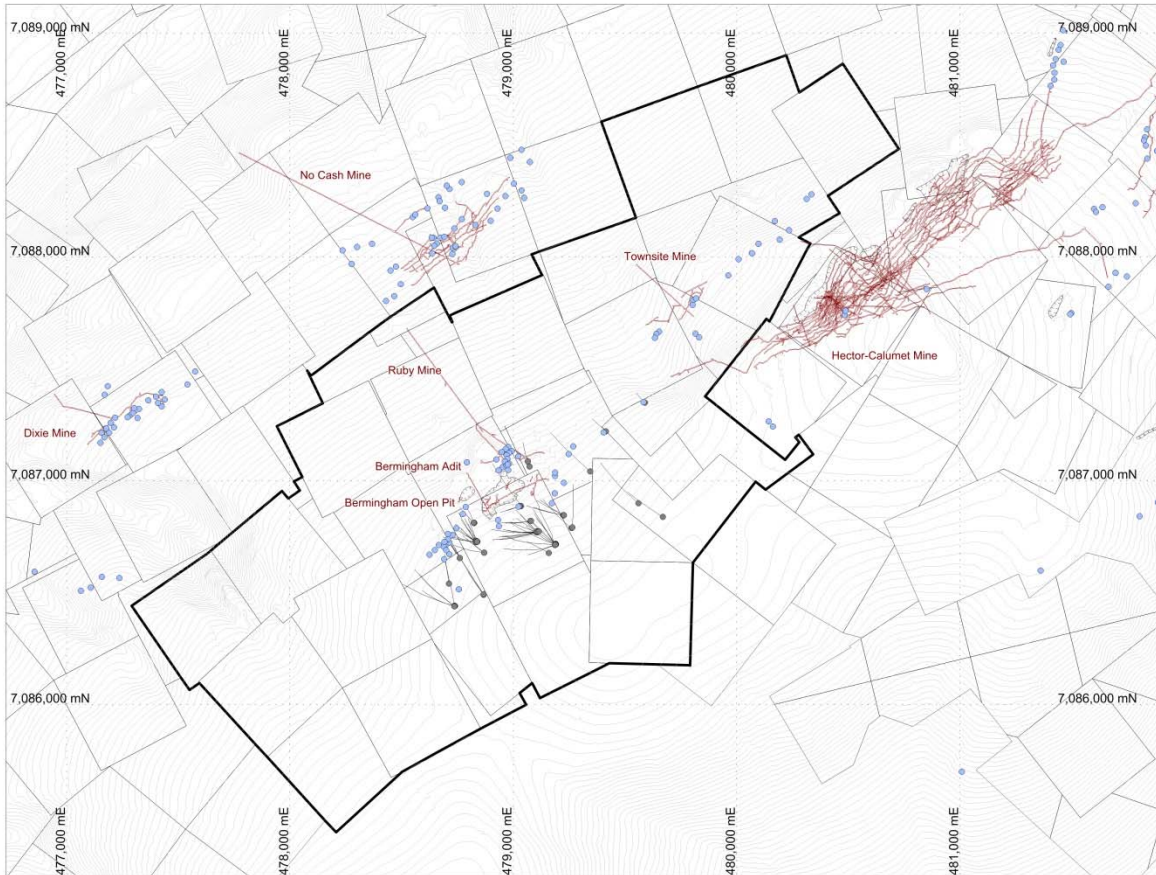 7,089,000 mN
477,000 mE
478,000 mE
479,000 mE
480,000 mE
481,000 mE
7,089,000 mN
No Cash Mine
7,088,000 mN
Townsite Mine
7,088,000 mN
Hector-Calumet Mine
Ruby Mine
Dixie Mine
Bermingham Adit
7,087,000 mN
Bermingham Open Pit
7,087,000 mN
7,086,000 mN
7,086,000 mN
477,000 mE
478,000 mE
479,000 mE
480,000 mE
481,000 mE